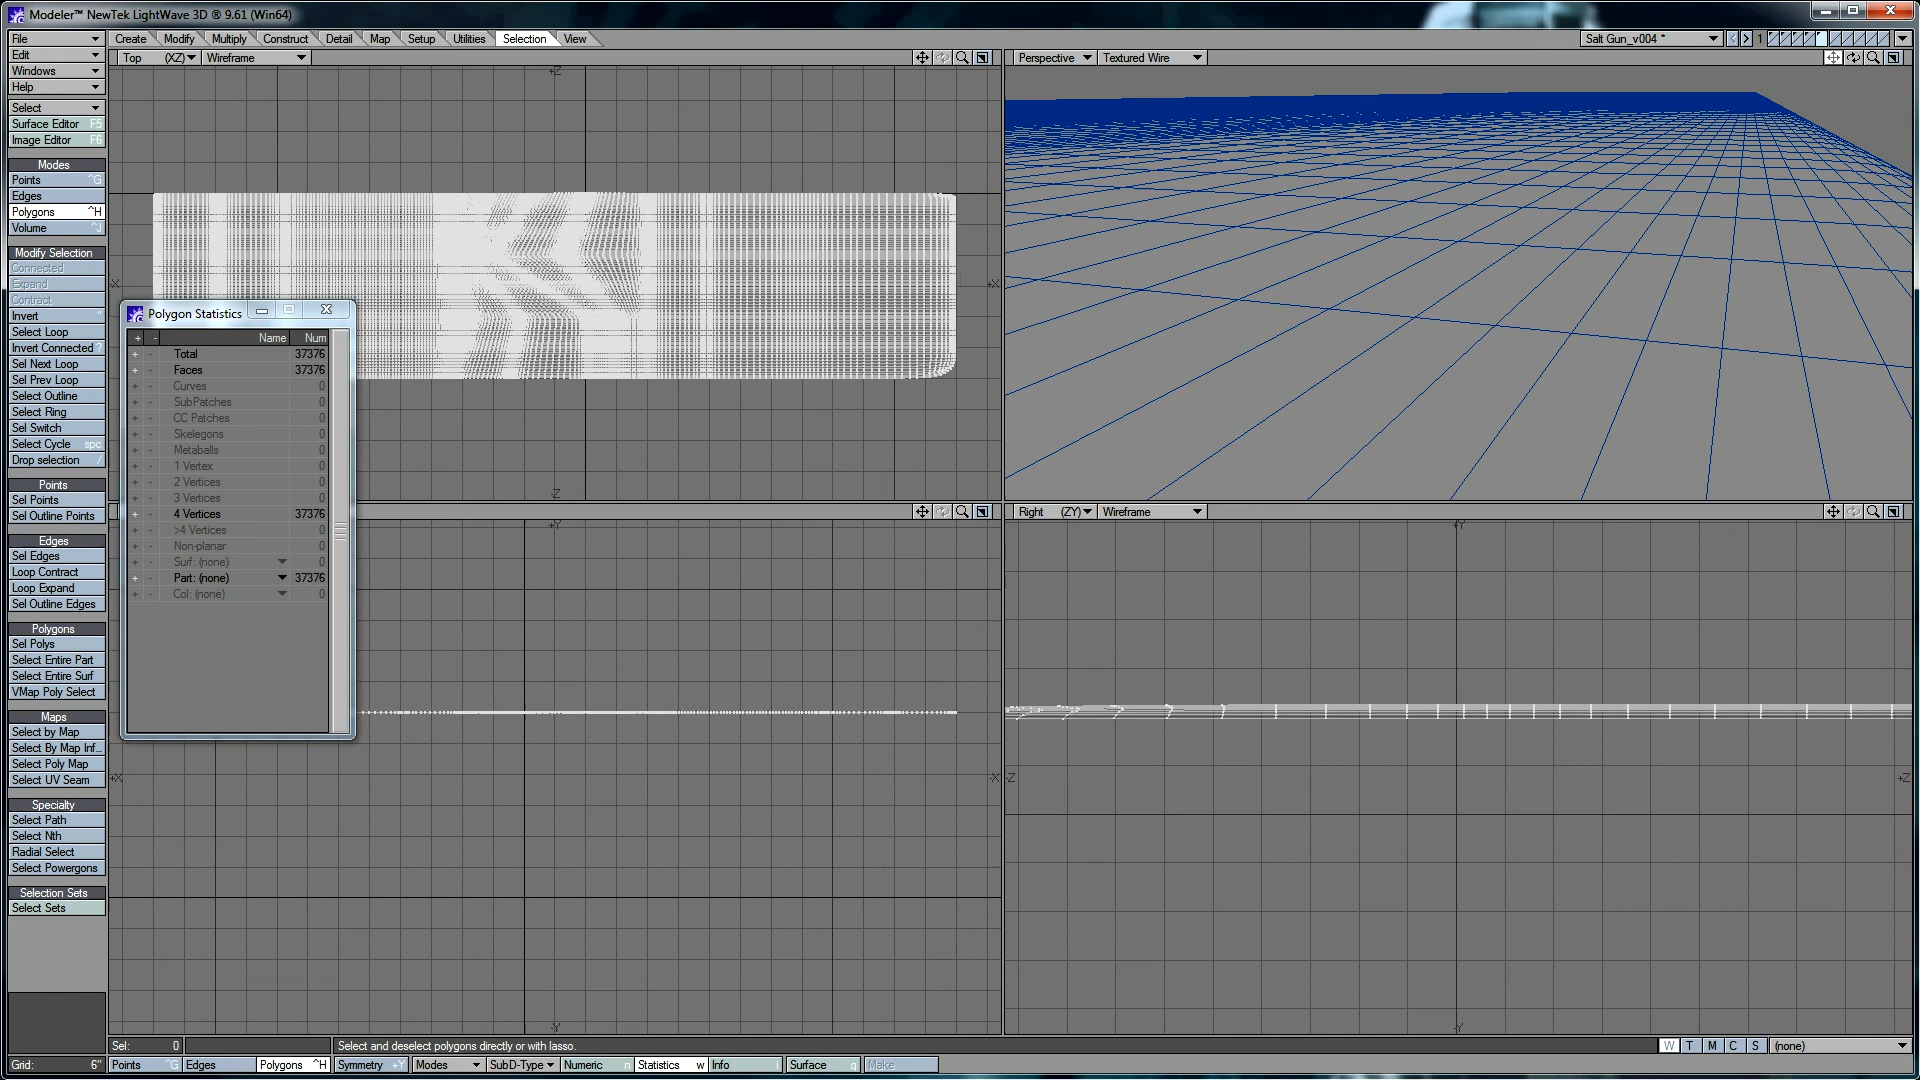 Modeler™ NewTek LightWave 3D ® 9.61 (Win64)
File
Edit
Windows
Help
Create Modify Multiply Construct Detail Map Setup Utilities Selection View
Salt Gun_v004 * 1
Top (XZ) Wireframe
Perspective Textured Wire
Select
Surface Editor F5
Image Editor F6
Modes
Points ^G
Edges
Polygons ^H
Volume ^J
Modify Selection
Connected
Expand
Contract
Invert "
Select Loop
Invert Connected ?
Sel Next Loop
Sel Prev Loop
Select Outline
Select Ring
Sel Switch
Select Cycle spc
Drop selection /
Points
Sel Points
Sel Outline Points
Edges
Sel Edges
Loop Contract
Loop Expand
Sel Outline Edges
Polygons
Sel Polys
Select Entire Part
Select Entire Surf
VMap Poly Select
Maps
Select by Map
Select By Map Inf...
Select Poly Map
Select UV Seam
Specialty
Select Path
Select Nth
Radial Select
Select Powergons
Selection Sets
Select Sets
+Z
-X
+X
-Z
Polygon Statistics
+ - Name Num
+ - Total 37376
+ - Faces 37376
+ - Curves 0
+ - SubPatches 0
+ - CC Patches 0
+ - Skelegons 0
+ - Metaballs 0
+ - 1 Vertex 0
+ - 2 Vertices 0
+ - 3 Vertices 0
+ - 4 Vertices 37376
+ - >4 Vertices 0
+ - Non-planar 0
+ - Surf: (none) 0
+ - Part: (none) 37376
+ - Col: (none) 0
Right (ZY) Wireframe
+Y
-Y
+Y
-Z
+Z
-Y
Sel: 0
Select and deselect polygons directly or with lasso.
W T M C S (none)
Grid: 6"
Points ^G Edges Polygons ^H Symmetry +Y Modes SubD-Type Numeric n Statistics w Info i Surface q Make